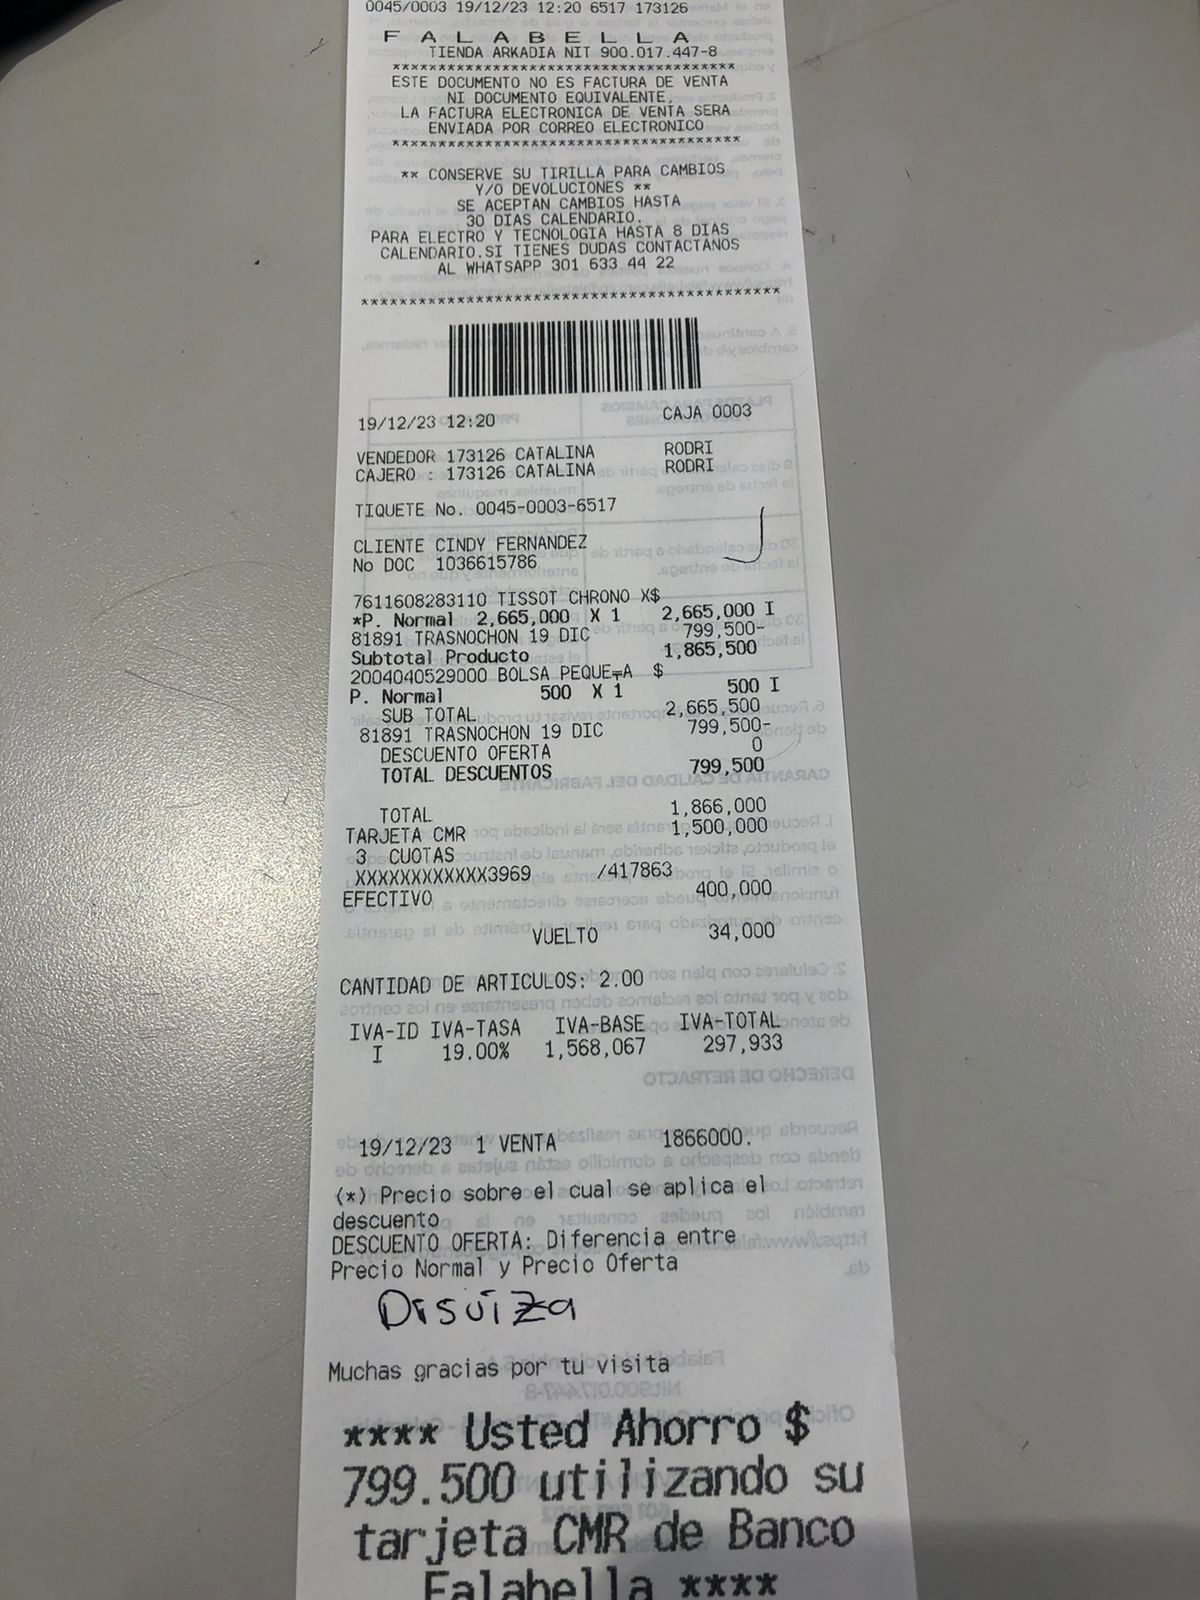 0045/0003 19/12/23 12:20 6517 173126
F A L A B E L L A
TIENDA ARKADIA NIT 900.017.447-8
****************************************
ESTE DOCUMENTO NO ES FACTURA DE VENTA
NI DOCUMENTO EQUIVALENTE,
LA FACTURA ELECTRONICA DE VENTA SERA
ENVIADA POR CORREO ELECTRONICO
****************************************
** CONSERVE SU TIRILLA PARA CAMBIOS
Y/O DEVOLUCIONES **
SE ACEPTAN CAMBIOS HASTA
30 DIAS CALENDARIO.
PARA ELECTRO Y TECNOLOGIA HASTA 8 DIAS
CALENDARIO.SI TIENES DUDAS CONTACTANOS
AL WHATSAPP 301 633 44 22
****************************************
19/12/23 12:20 CAJA 0003
VENDEDOR 173126 CATALINA RODRI
CAJERO : 173126 CATALINA RODRI
TIQUETE No. 0045-0003-6517
CLIENTE CINDY FERNANDEZ
No DOC 1036615786
7611608283110 TISSOT CHRONO X$
*P. Normal 2,665,000 X 1 2,665,000 I
81891 TRASNOCHON 19 DIC 799,500-
Subtotal Producto 1,865,500
2004040529000 BOLSA PEQUE╤A $
P. Normal 500 X 1 500 I
SUB TOTAL 2,665,500
81891 TRASNOCHON 19 DIC 799,500-
DESCUENTO OFERTA 0
TOTAL DESCUENTOS 799,500
TOTAL 1,866,000
TARJETA CMR 1,500,000
3 CUOTAS
XXXXXXXXXXXX3969 /417863
EFECTIVO 400,000
VUELTO 34,000
CANTIDAD DE ARTICULOS: 2.00
IVA-ID IVA-TASA IVA-BASE IVA-TOTAL
I 19.00% 1,568,067 297,933
19/12/23 1 VENTA 1866000.
(*) Precio sobre el cual se aplica el
descuento
DESCUENTO OFERTA: Diferencia entre
Precio Normal y Precio Oferta
Disuiza
Muchas gracias por tu visita
**** Usted Ahorro $
799.500 utilizando su
tarjeta CMR de Banco
Falabella ****